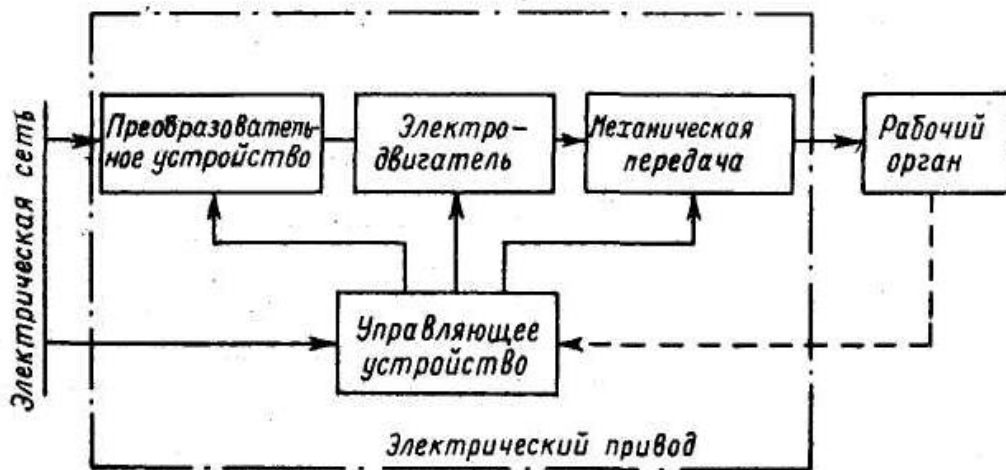 Электрическая сеть
Преобразователь-
ное устройство
Электро-
двигатель
Механическая
передача
Рабочий
орган
Управляющее
устройство
Электрический привод